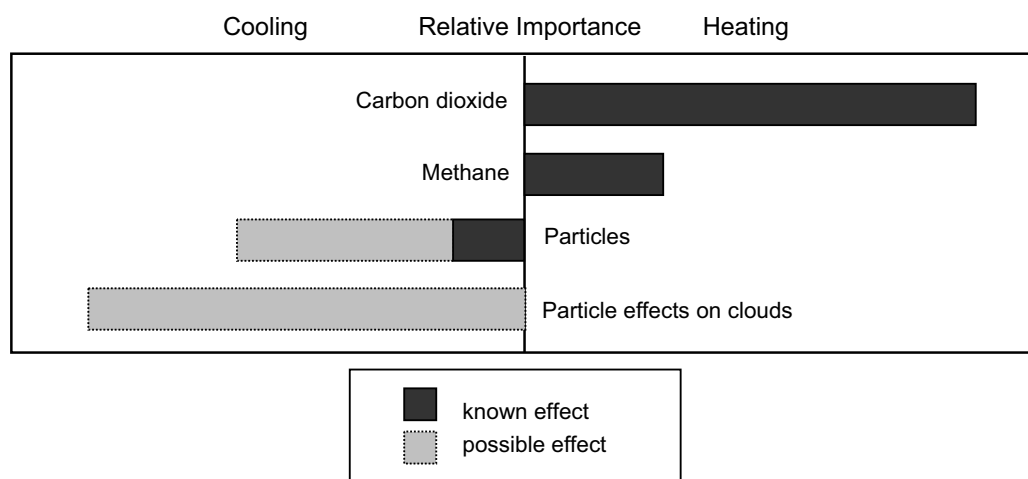 Cooling Relative Importance Heating
Carbon dioxide
Methane
Particles
Particle effects on clouds
known effect
possible effect